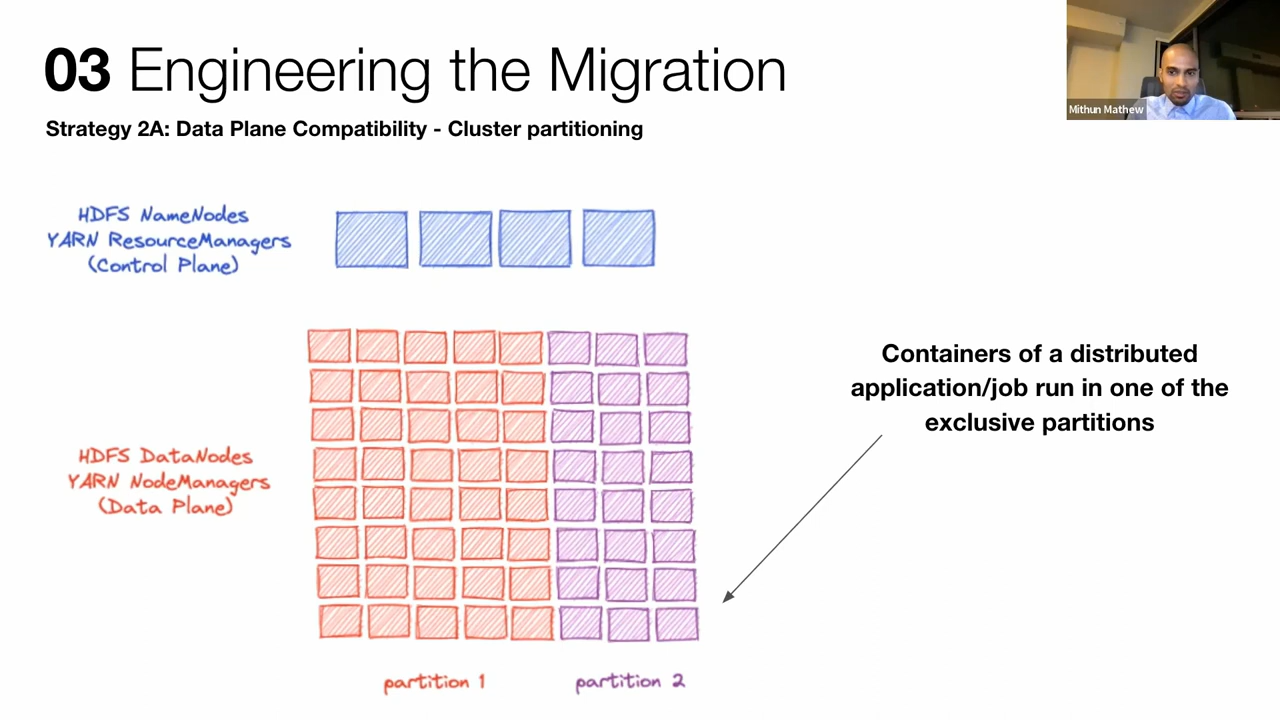 03 Engineering the Migration
Mithun Mathew
Strategy 2A: Data Plane Compatibility - Cluster partitioning
HDFS NameNodes
YARN ResourceManagers
(Control Plane)
Containers of a distributed
application/job run in one of the
exclusive partitions
HDFS DataNodes
YARN NodeManagers
(Data Plane)
partition 1
partition 2